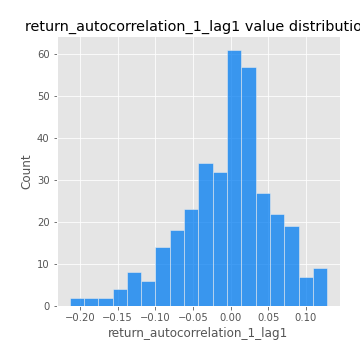 return_autocorrelation_1_lag1 value distributio
Count
60
50
40
30
20
10
0
−0.20 −0.15 −0.10 −0.05 0.00 0.05 0.10
return_autocorrelation_1_lag1